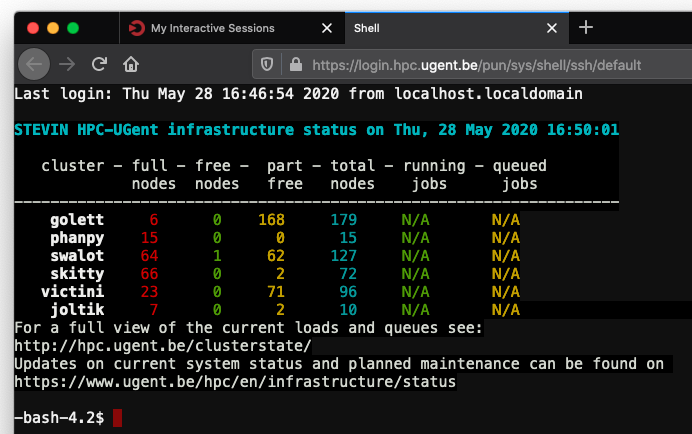 My Interactive Sessions
Shell
https://login.hpc.ugent.be/pun/sys/shell/ssh/default
Last login: Thu May 28 16:46:54 2020 from localhost.localdomain
STEVIN HPC-UGent infrastructure status on Thu, 28 May 2020 16:50:01
cluster - full - free - part - total - running - queued
nodes nodes free nodes jobs jobs
-------------------------------------------------------------------
golett 6 0 168 179 N/A N/A
phanpy 15 0 0 15 N/A N/A
swalot 64 1 62 127 N/A N/A
skitty 66 0 2 72 N/A N/A
victini 23 0 71 96 N/A N/A
joltik 7 0 2 10 N/A N/A
For a full view of the current loads and queues see:
http://hpc.ugent.be/clusterstate/
Updates on current system status and planned maintenance can be found on
https://www.ugent.be/hpc/en/infrastructure/status
-bash-4.2$